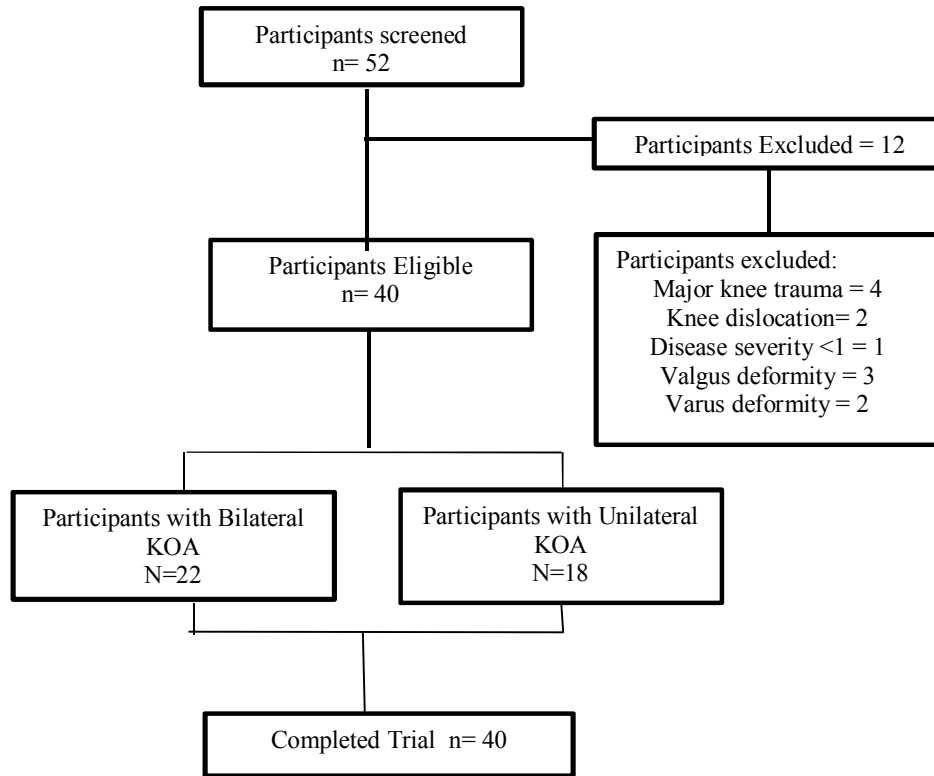 Participants screened
n= 52
Participants Excluded = 12
Participants Eligible
n= 40
Participants excluded:
Major knee trauma = 4
Knee dislocation= 2
Disease severity <1 = 1
Valgus deformity = 3
Varus deformity = 2
Participants with Bilateral
KOA
N=22
Participants with Unilateral
KOA
N=18
Completed Trial n= 40